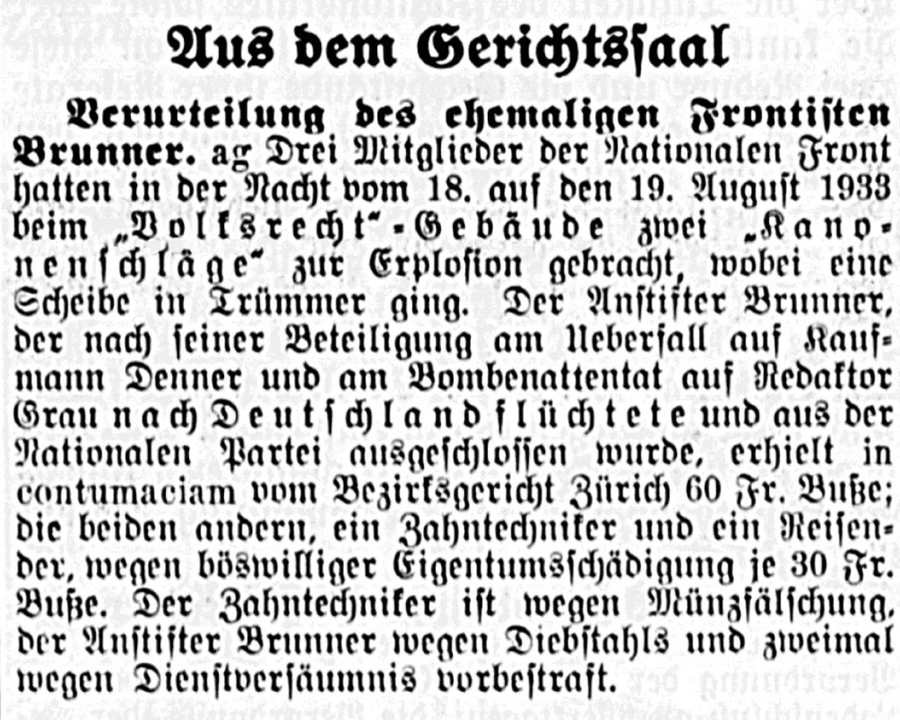 Aus dem Gerichtssaal
Verurteilung des ehemaligen Frontisten
Brunner. ag Drei Mitglieder der Nationalen Front
hatten in der Nacht vom 18. auf den 19. August 1933
beim „Volksrecht“-Gebäude zwei „Kano-
nenschläge“ zur Explosion gebracht, wobei eine
Scheibe in Trümmer ging. Der Anstifter Brunner,
der nach seiner Beteiligung am Ueberfall auf Kauf-
mann Denner und am Bombenattentat auf Redaktor
Grau nach Deutschland flüchtete und aus der
Nationalen Partei ausgeschlossen wurde, erhielt in
contumaciam vom Bezirksgericht Zürich 60 Fr. Buße;
die beiden andern, ein Zahntechniker und ein Reisen-
der, wegen böswilliger Eigentumsschädigung je 30 Fr.
Buße. Der Zahntechniker ist wegen Münzfälschung,
der Anstifter Brunner wegen Diebstahls und zweimal
wegen Dienstversäumnis vorbestraft.